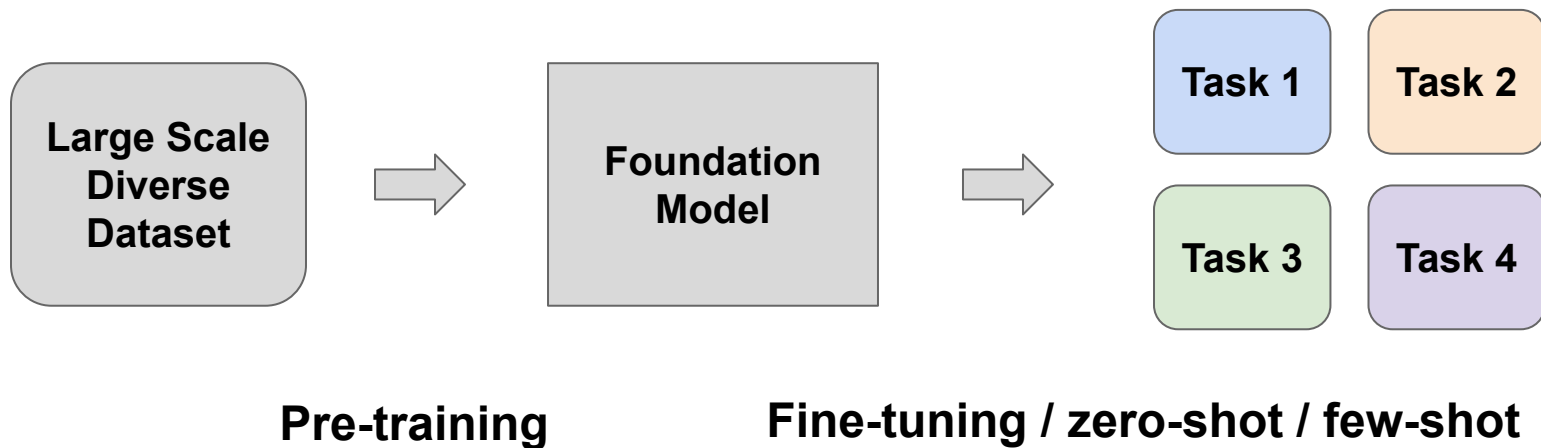 Large Scale
Diverse
Dataset
Foundation
Model
Task 1
Task 2
Task 3
Task 4
Pre-training
Fine-tuning / zero-shot / few-shot